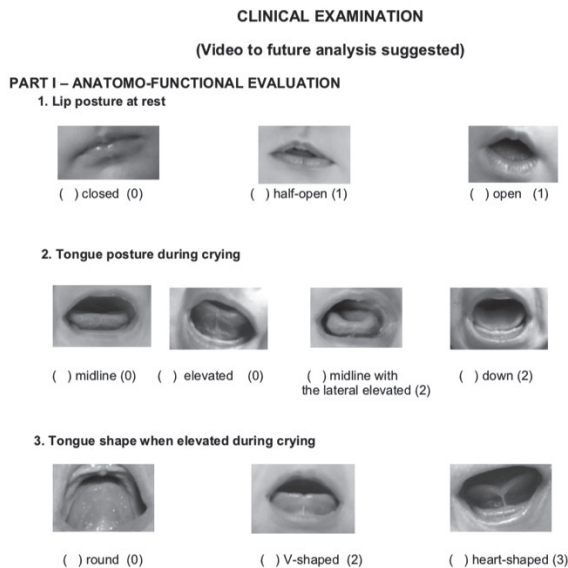 CLINICAL EXAMINATION
(Video to future analysis suggested)
PART I – ANATOMO-FUNCTIONAL EVALUATION
1. Lip posture at rest
( ) closed (0) ( ) half-open (1) ( ) open (1)
2. Tongue posture during crying
( ) midline (0) ( ) elevated (0) ( ) midline with the lateral elevated (2) ( ) down (2)
3. Tongue shape when elevated during crying
( ) round (0) ( ) V-shaped (2) ( ) heart-shaped (3)